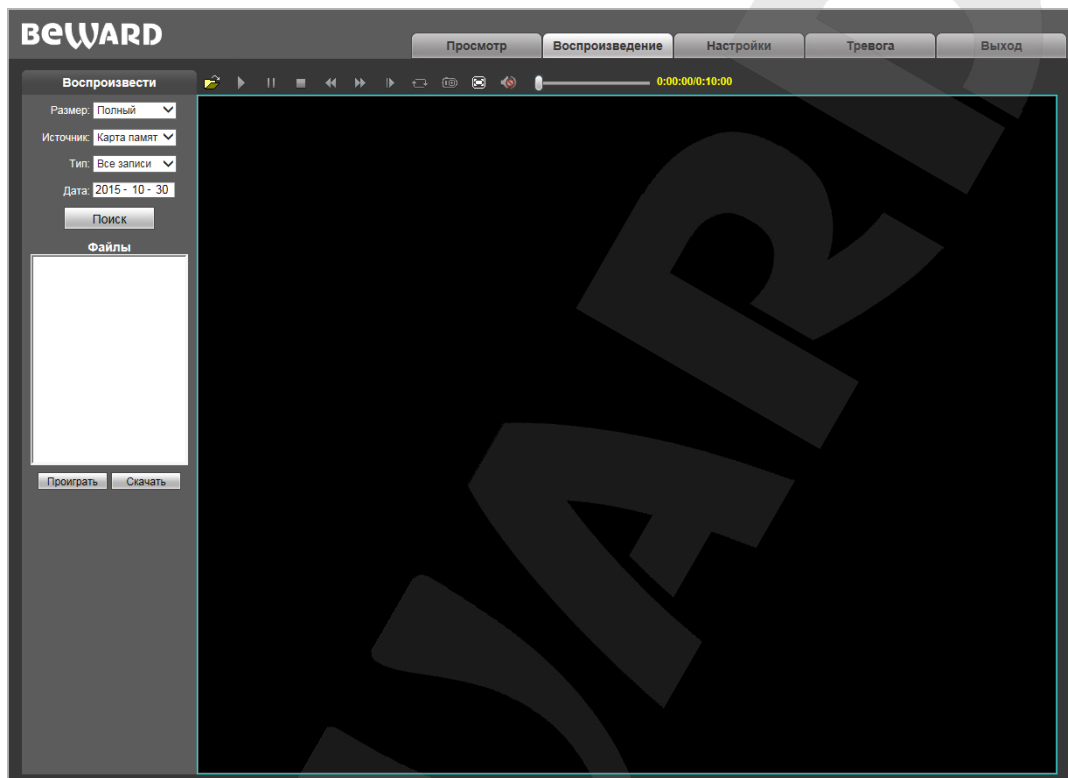 BEWARD
Просмотр Воспроизведение Настройки Тревога Выход
Воспроизвести
0:00:00/0:10:00
Размер: Полный
Источник: Карта памят
Тип: Все записи
Дата: 2015 - 10 - 30
Поиск
Файлы
Проиграть Скачать
BEWARD